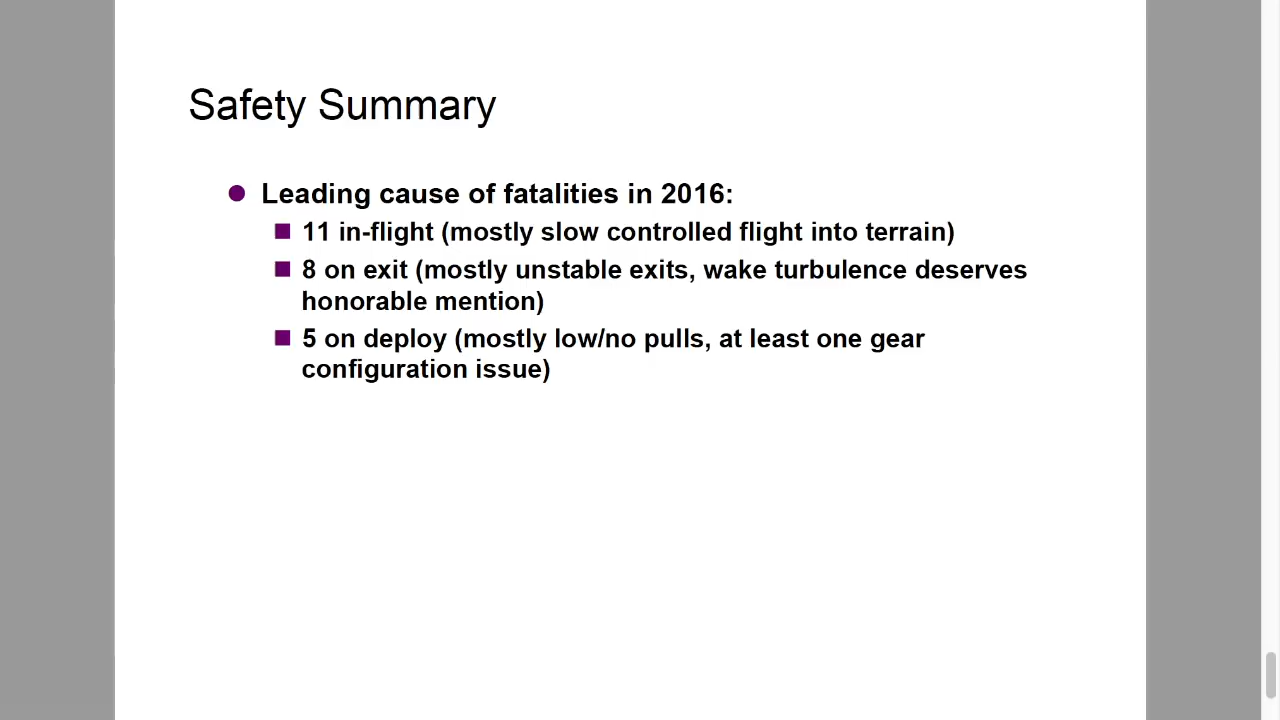 Safety Summary
Leading cause of fatalities in 2016:
11 in-flight (mostly slow controlled flight into terrain)
8 on exit (mostly unstable exits, wake turbulence deserves
honorable mention)
5 on deploy (mostly low/no pulls, at least one gear
configuration issue)